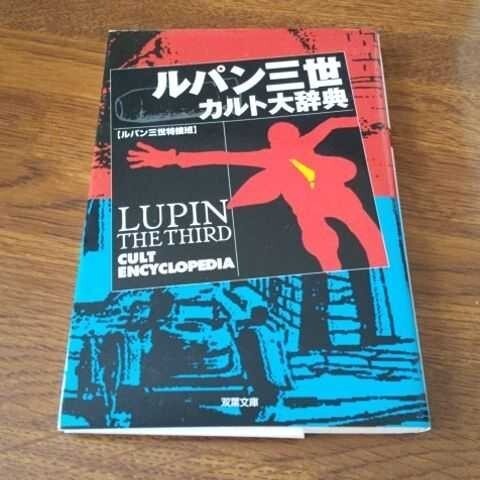 ルパン三世
カルト大辞典
【ルパン三世特捜班】
LUPIN
THE THIRD
CULT
ENCYCLOPEDIA
双葉文庫